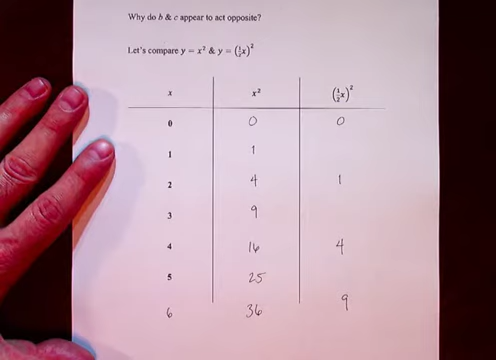 Why do b & c appear to act opposite?
Let's compare y = x² & y = (½x)²
x x² (½x)²
0 0 0
1 1
2 4 1
3 9
4 16 4
5 25
6 36 9